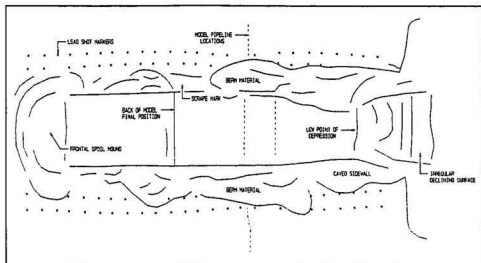 MODEL PIPELINE
LOCATIONS
LEAD SHOT MARKERS
BERM MATERIAL
SCRAPE MARK
BACK OF MODEL
FINAL POSITION
LOW POINT OF
DEPRESSION
FRONTAL SPOIL MOUND
CAVED SIDEWALL
IRREGULAR
DECLINING SURFACE
BERM MATERIAL